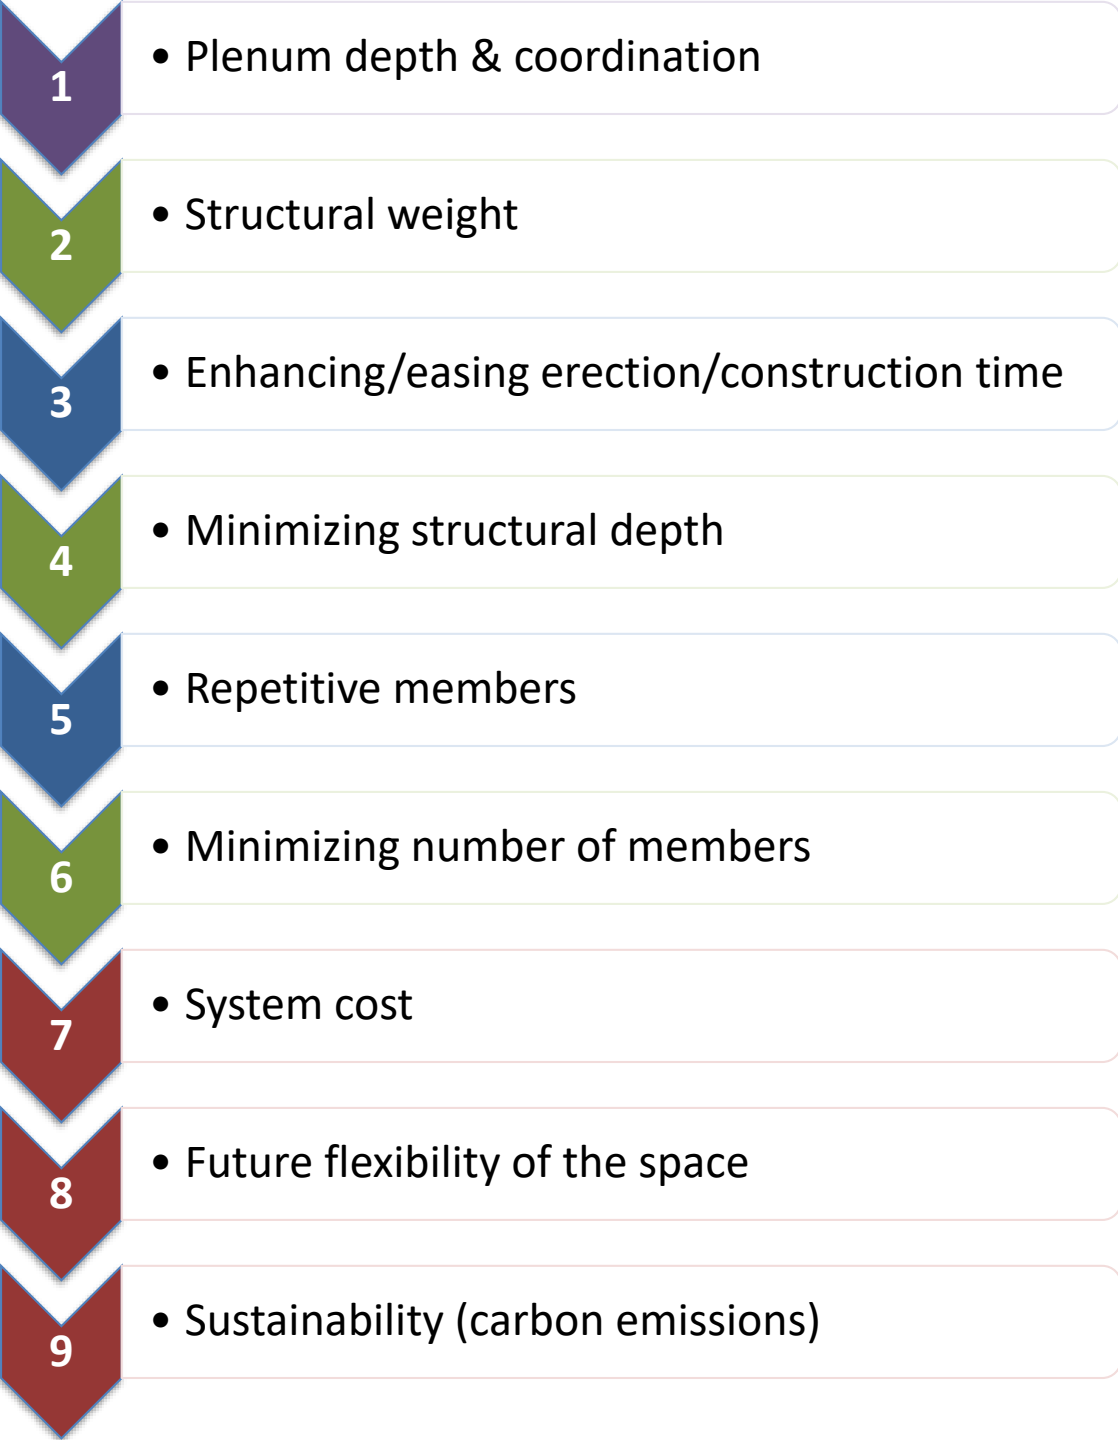 1
• Plenum depth & coordination
2
• Structural weight
3
• Enhancing/easing erection/construction time
4
• Minimizing structural depth
5
• Repetitive members
6
• Minimizing number of members
7
• System cost
8
• Future flexibility of the space
9
• Sustainability (carbon emissions)